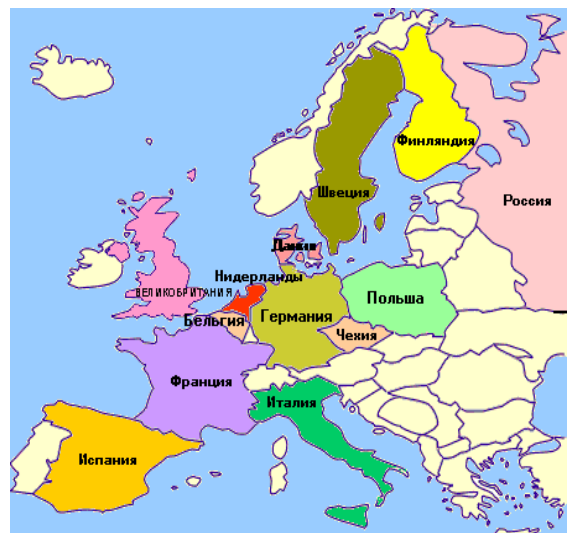 Финляндия
Швеция
Россия
Дания
Нидерланды
ВЕЛИКОБРИТАНИЯ
Польша
Бельгия
Германия
Чехия
Франция
Италия
Испания